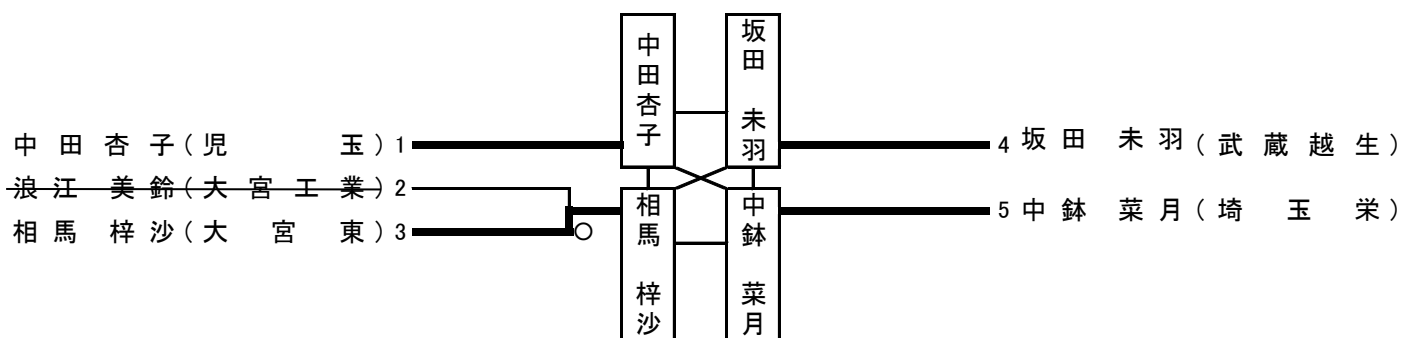 中田杏子(児玉)1
浪江美鈴(大宮工業)2
相馬梓沙(大宮東)3
中田杏子
坂田 未羽
相馬 梓沙
中鉢 菜月
4 坂田 未羽(武蔵越生)
5 中鉢 菜月(埼玉栄)